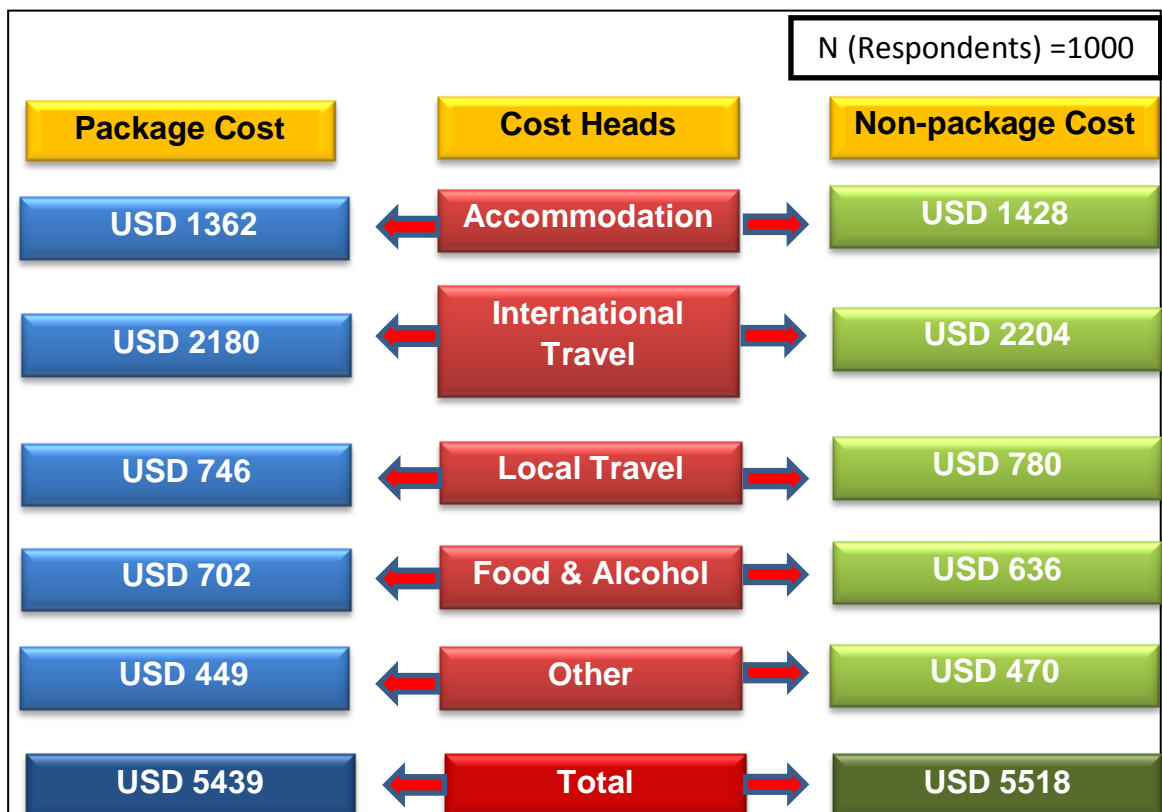 N (Respondents) =1000
Package Cost
Cost Heads
Non-package Cost
USD 1362
Accommodation
USD 1428
USD 2180
International
Travel
USD 2204
USD 746
Local Travel
USD 780
USD 702
Food & Alcohol
USD 636
USD 449
Other
USD 470
USD 5439
Total
USD 5518